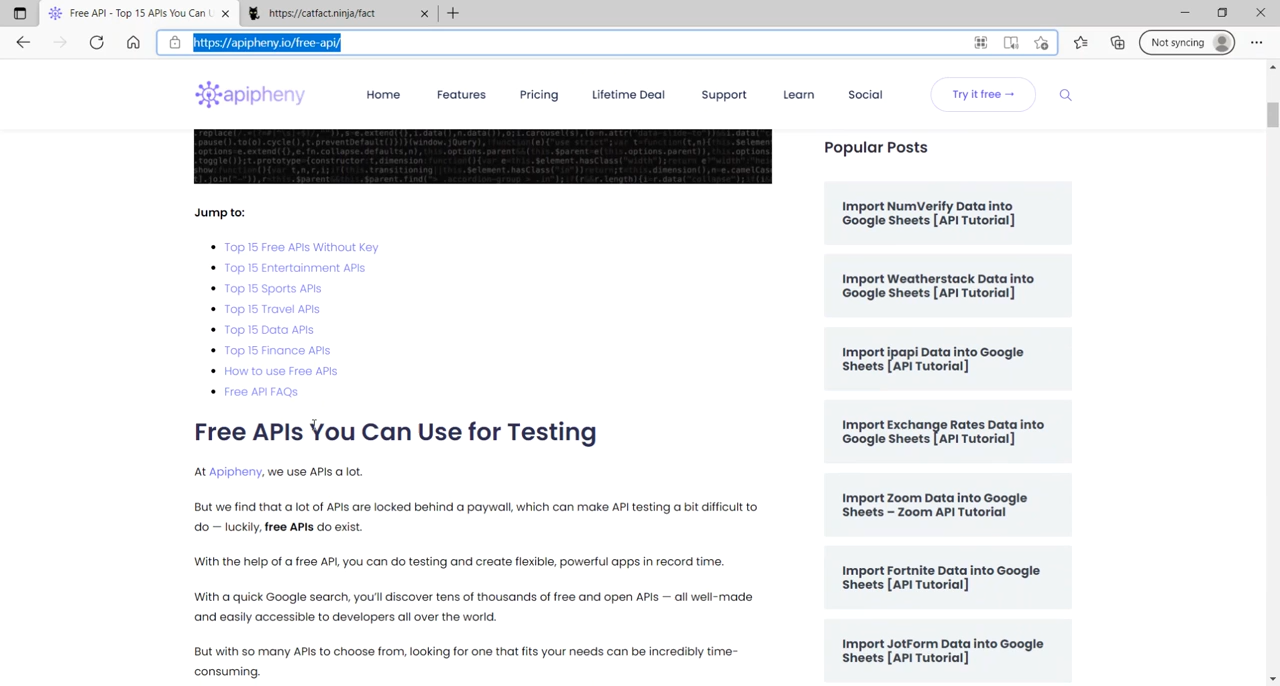 Free API - Top 15 APIs You Can U
https://catfact.ninja/fact
https://apipheny.io/free-api/
Not syncing
apipheny
Home
Features
Pricing
Lifetime Deal
Support
Learn
Social
Try it free →
Jump to:
Top 15 Free APIs Without Key
Top 15 Entertainment APIs
Top 15 Sports APIs
Top 15 Travel APIs
Top 15 Data APIs
Top 15 Finance APIs
How to use Free APIs
Free API FAQs
Free APIs You Can Use for Testing
At Apipheny, we use APIs a lot.
But we find that a lot of APIs are locked behind a paywall, which can make API testing a bit difficult to
do — luckily, free APIs do exist.
With the help of a free API, you can do testing and create flexible, powerful apps in record time.
With a quick Google search, you'll discover tens of thousands of free and open APIs — all well-made
and easily accessible to developers all over the world.
But with so many APIs to choose from, looking for one that fits your needs can be incredibly time-
consuming.
Popular Posts
Import NumVerify Data into
Google Sheets [API Tutorial]
Import Weatherstack Data into
Google Sheets [API Tutorial]
Import ipapi Data into Google
Sheets [API Tutorial]
Import Exchange Rates Data into
Google Sheets [API Tutorial]
Import Zoom Data into Google
Sheets – Zoom API Tutorial
Import Fortnite Data into Google
Sheets [API Tutorial]
Import JotForm Data into Google
Sheets [API Tutorial]